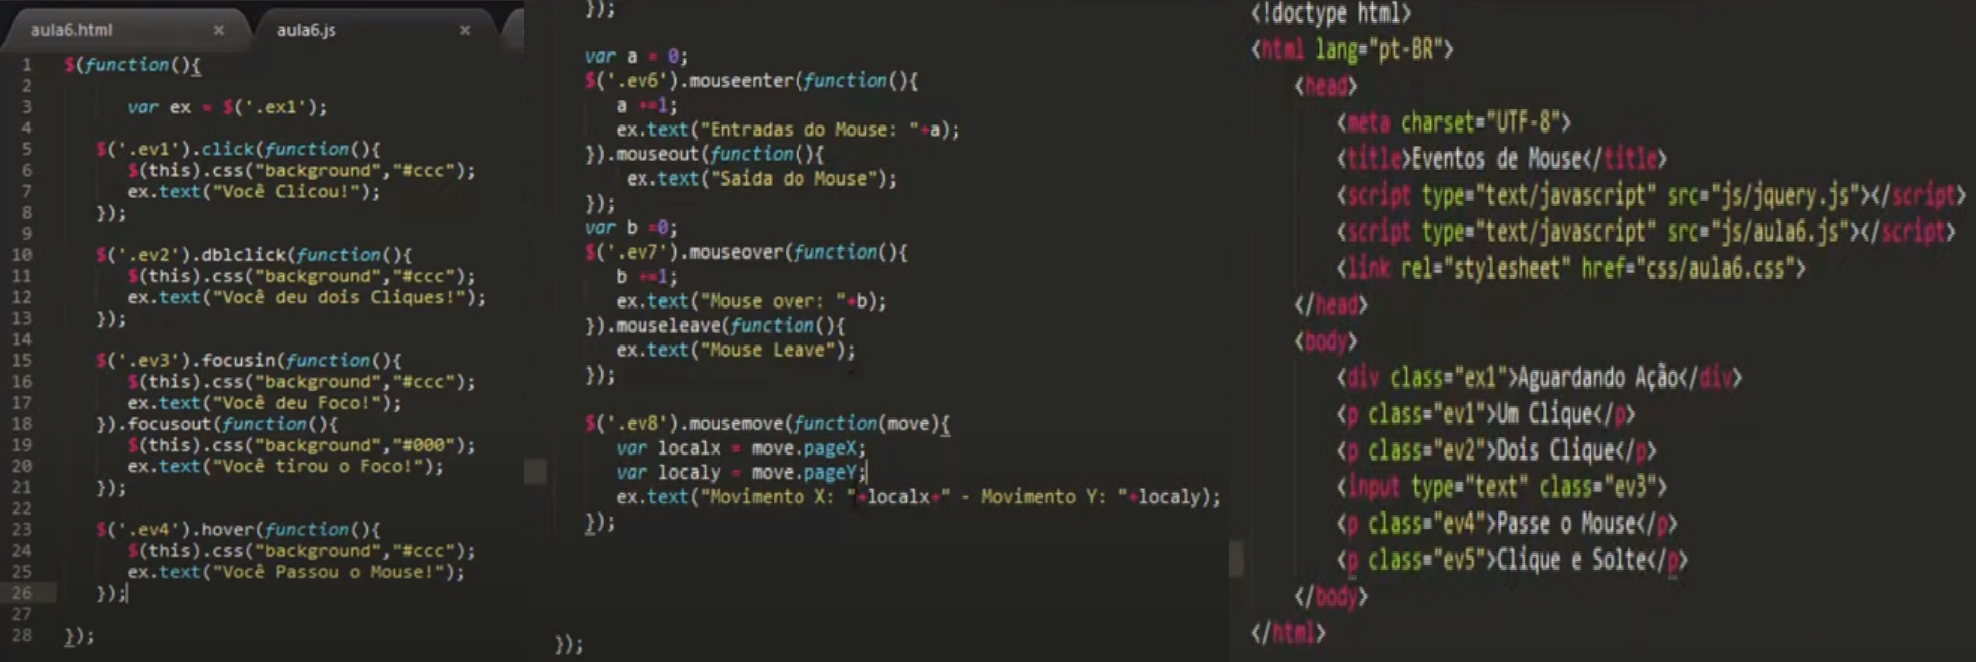 aula6.html × aula6.js ×
1 $(function(){
2
3 var ex = $('.ex1');
4
5 $('.ev1').click(function(){
6 $(this).css("background","#ccc");
7 ex.text("Você Clicou!");
8 });
9
10 $('.ev2').dblclick(function(){
11 $(this).css("background","#ccc");
12 ex.text("Você deu dois Cliques!");
13 });
14
15 $('.ev3').focusin(function(){
16 $(this).css("background","#ccc");
17 ex.text("Você deu Foco!");
18 }).focusout(function(){
19 $(this).css("background","#000")
20 ex.text("Você tirou o Foco!");
21 });
22
23 $('.ev4').hover(function(){
24 $(this).css("background","#ccc");
25 ex.text("Você Passou o Mouse!");
26 });
27
28 });
});
var a = 0;
$('.ev6').mouseenter(function(){
a +=1;
ex.text("Entradas do Mouse: "+a);
}).mouseout(function(){
ex.text("Saida do Mouse");
});
var b =0;
$('.ev7').mouseover(function(){
b +=1;
ex.text("Mouse over: "+b);
}).mouseleave(function(){
ex.text("Mouse Leave");
});
$('.ev8').mousemove(function(move){
var localx = move.pageX;
var localy = move.pageY;
ex.text("Movimento X: "+localx+" - Movimento Y: "+localy);
});
});
<!doctype html>
<html lang="pt-BR">
<head>
<meta charset="UTF-8">
<title>Eventos de Mouse</title>
<script type="text/javascript" src="js/jquery.js"></script>
<script type="text/javascript" src="js/aula6.js"></script>
<link rel="stylesheet" href="css/aula6.css">
</head>
<body>
<div class="ex1">Aguardando Ação</div>
<p class="ev1">Um Clique</p>
<p class="ev2">Dois Clique</p>
<input type="text" class="ev3">
<p class="ev4">Passe o Mouse</p>
<p class="ev5">Clique e Solte</p>
</body>
</html>